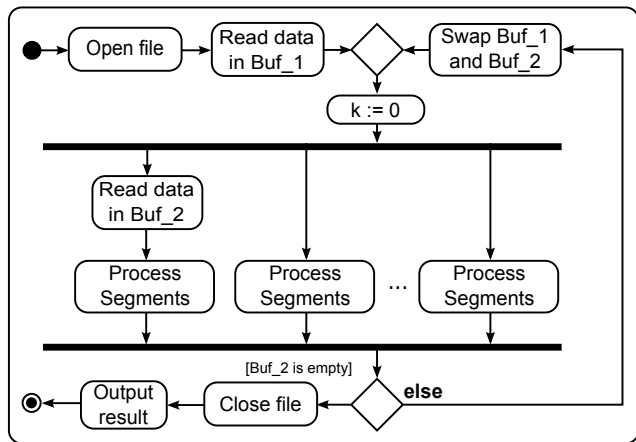 Open file
Read data
in Buf_1
Swap Buf_1
and Buf_2
k := 0
Read data
in Buf_2
Process
Segments
Process
Segments
...
Process
Segments
[Buf_2 is empty]
else
Output
result
Close file